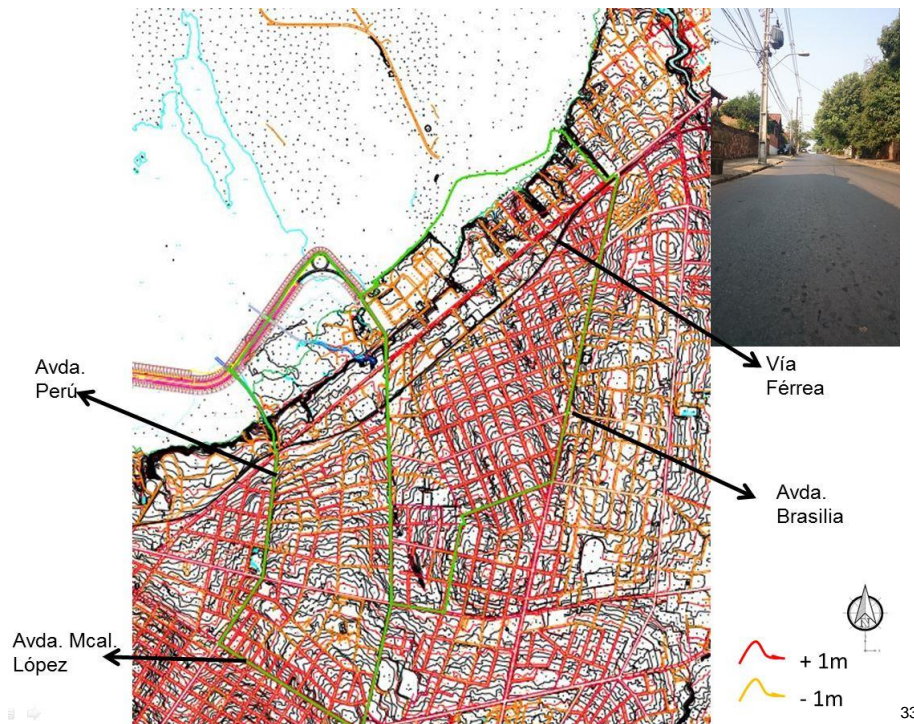 Avda.
Perú
Vía
Férrea
Avda.
Brasilia
Avda. Mcal.
López
+ 1m
- 1m
33